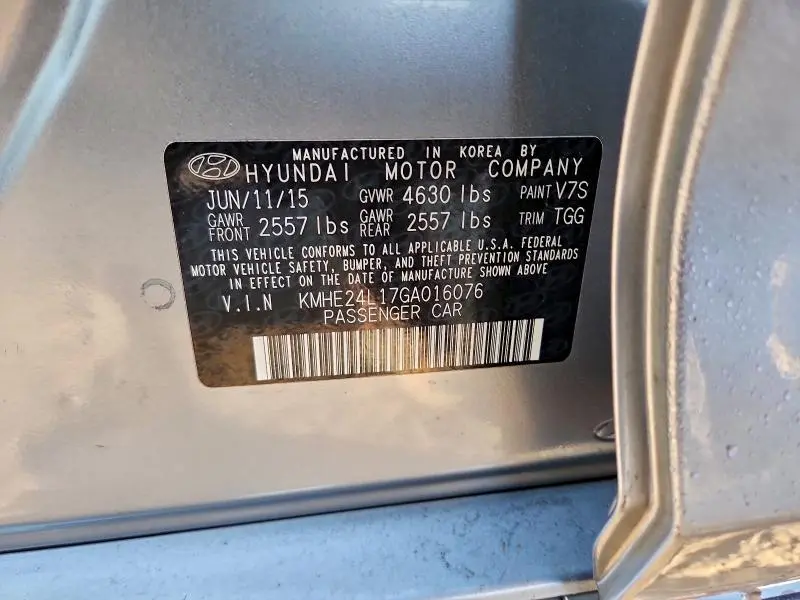 MANUFACTURED IN KOREA BY
HYUNDAI MOTOR COMPANY
JUN/11/15 GVWR 4630 lbs PAINT V7S
GAWR FRONT 2557 lbs GAWR REAR 2557 lbs TRIM TGG
THIS VEHICLE CONFORMS TO ALL APPLICABLE U.S.A. FEDERAL
MOTOR VEHICLE SAFETY, BUMPER, AND THEFT PREVENTION STANDARDS
IN EFFECT ON THE DATE OF MANUFACTURE SHOWN ABOVE
V.I.N KMHE24L17GA016076
PASSENGER CAR